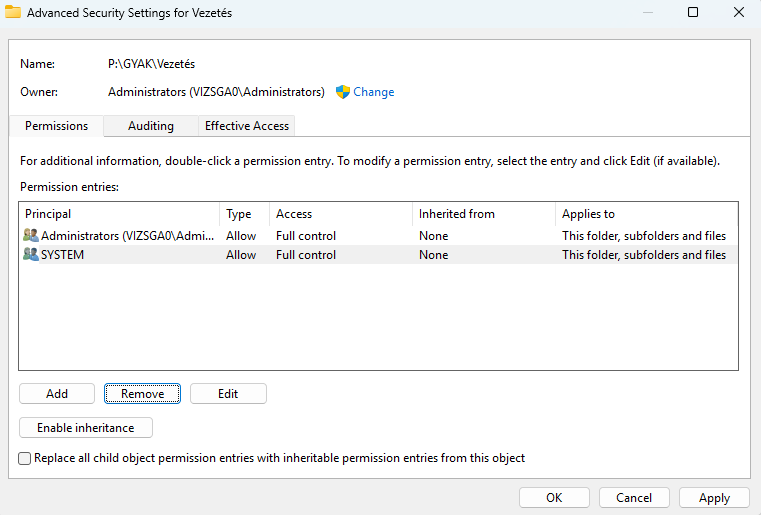 Advanced Security Settings for Vezetés
Name: P:\GYAK\Vezetés
Owner: Administrators (VIZSGA0\Administrators) Change
Permissions Auditing Effective Access
For additional information, double-click a permission entry. To modify a permission entry, select the entry and click Edit (if available).
Permission entries:
Principal Type Access Inherited from Applies to
Administrators (VIZSGA0\Admi... Allow Full control None This folder, subfolders and files
SYSTEM Allow Full control None This folder, subfolders and files
Add Remove Edit
Enable inheritance
Replace all child object permission entries with inheritable permission entries from this object
OK Cancel Apply